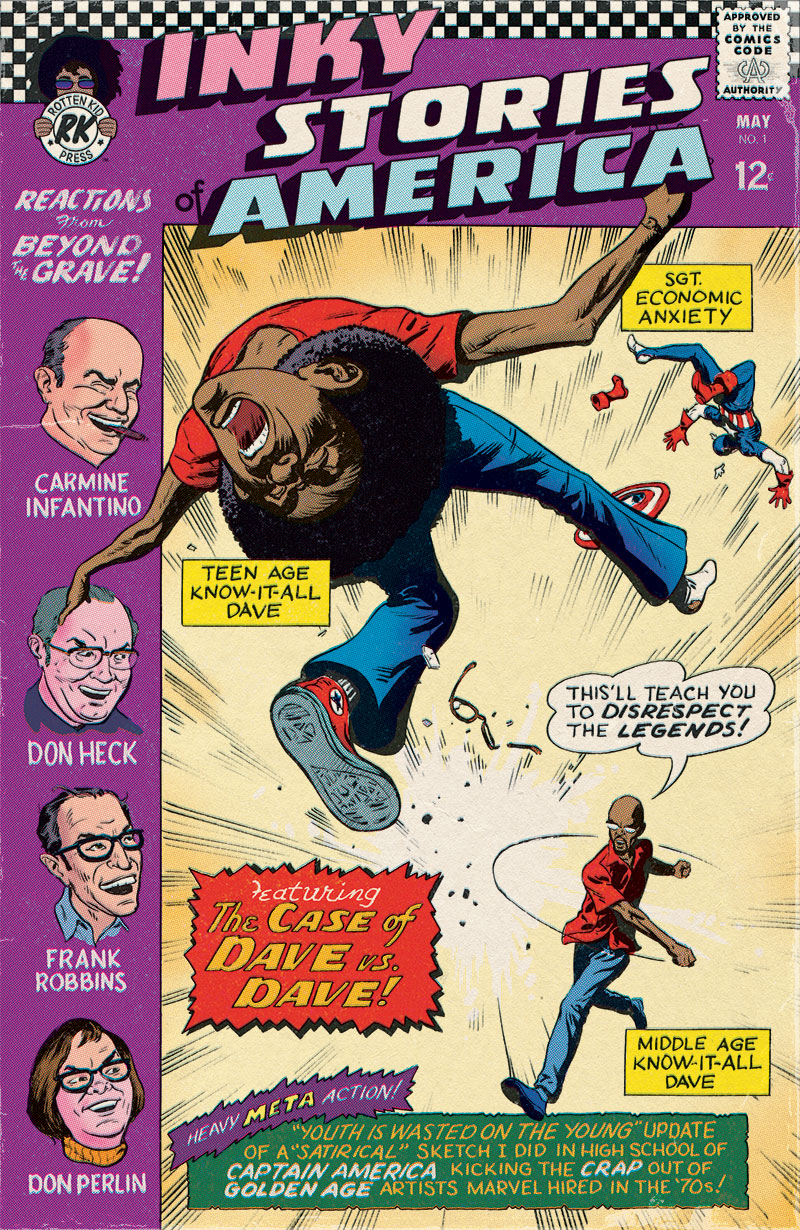 INKY
STORIES
of AMERICA
ROTTEN KID
RK
PRESS
APPROVED
BY THE
COMICS
CODE
CA
AUTHORITY
MAY
NO. 1
12¢
REACTIONS
From
BEYOND
THE GRAVE!
CARMINE
INFANTINO
DON HECK
FRANK
ROBBINS
DON PERLIN
SGT.
ECONOMIC
ANXIETY
TEEN AGE
KNOW-IT-ALL
DAVE
THIS'LL TEACH YOU
TO DISRESPECT
THE LEGENDS!
Featuring
The CASE of
DAVE vs.
DAVE!
MIDDLE AGE
KNOW-IT-ALL
DAVE
HEAVY META ACTION!
"YOUTH IS WASTED ON THE YOUNG" UPDATE
OF A "SATIRICAL" SKETCH I DID IN HIGH SCHOOL OF
CAPTAIN AMERICA KICKING THE CRAP OUT OF
GOLDEN AGE ARTISTS MARVEL HIRED IN THE '70s!